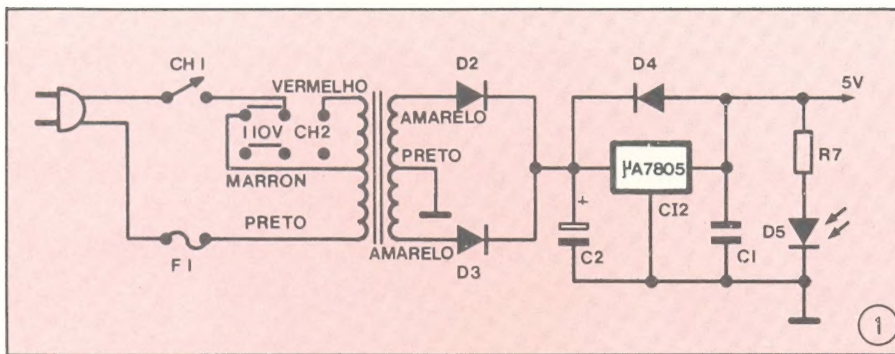 CH1
D2
D4
VERMELHO
5V
110V
CH2
AMARELO
PRETO
µA7805
R7
MARRON
CI2
PRETO
F1
AMARELO
D3
+
C2
C1
D5
1